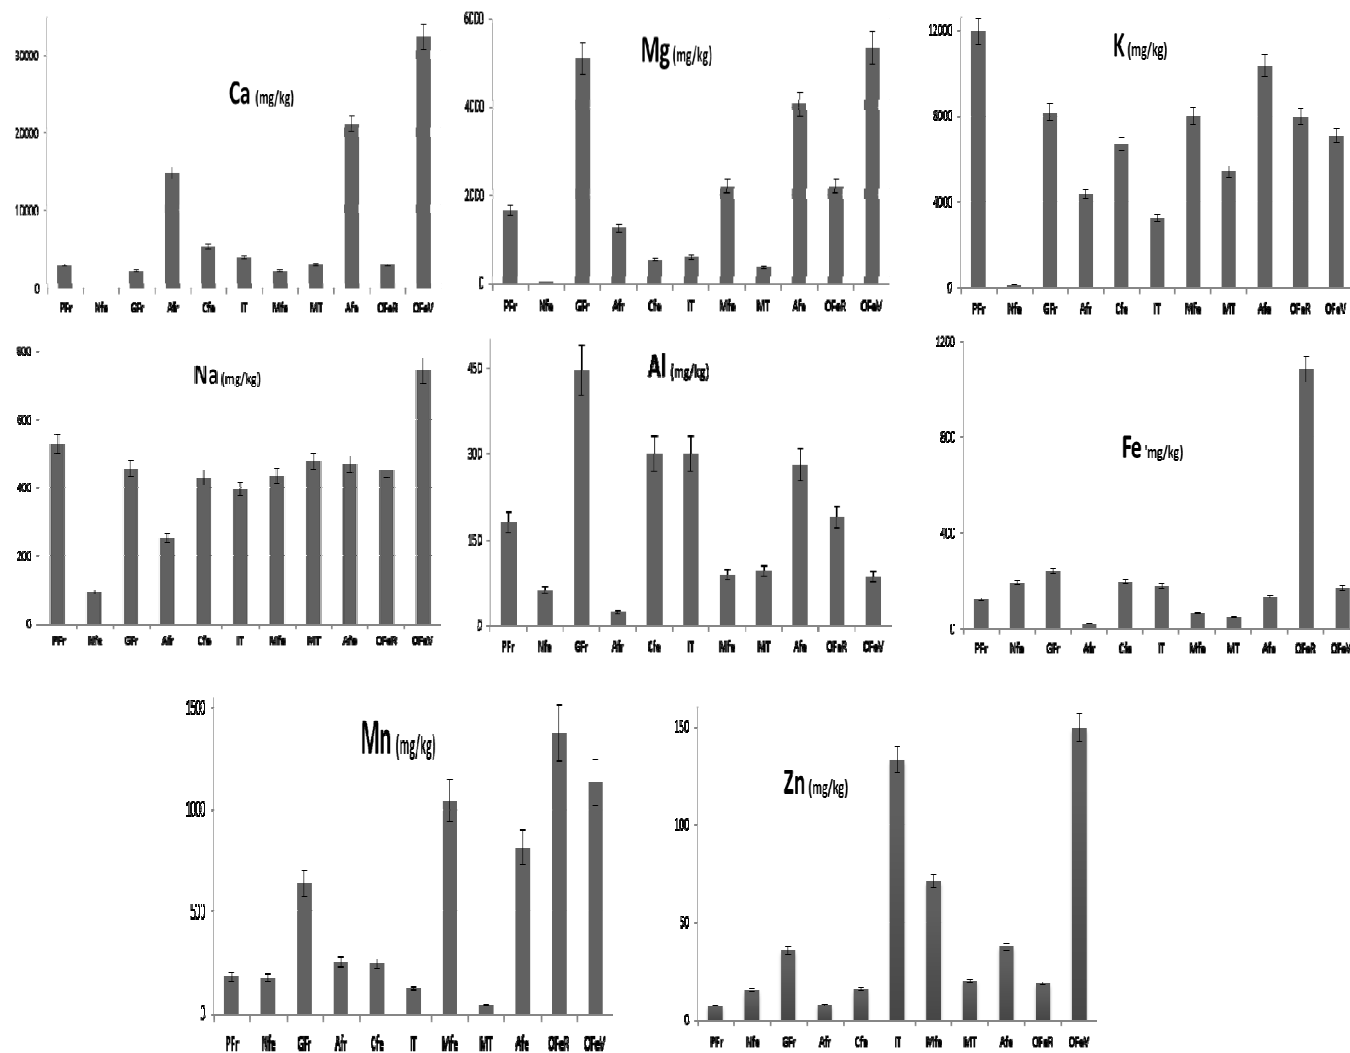 Ca (mg/kg)
30000
20000
10000
0
PFr Nfe GFr Afr Cfe IT Mfe MT Afe OFeR OFeV
Mg (mg/kg)
6000
4000
2000
0
PFr Nfe GFr Afr Cfe IT Mfe MT Afe OFeR OFeV
K (mg/kg)
12000
8000
4000
0
PFr Nfe GFr Afr Cfe IT Mfe MT Afe OFeR OFeV
Na (mg/kg)
800
600
400
200
0
PFr Nfe GFr Afr Cfe IT Mfe MT Afe OFeR OFeV
Al (mg/kg)
450
300
150
0
PFr Nfe GFr Afr Cfe IT Mfe MT Afe OFeR OFeV
Fe 'mg/kg)
1200
800
400
0
PFr Nfe GFr Afr Cfe IT Mfe MT Afe OFeR OFeV
Mn (mg/kg)
1500
1000
500
0
PFr Nfe GFr Afr Cfe IT Mfe MT Afe OFeR OFeV
Zn (mg/kg)
150
100
50
0
PFr Nfe GFr Afr Cfe IT Mfe MT Afe OFeR OFeV